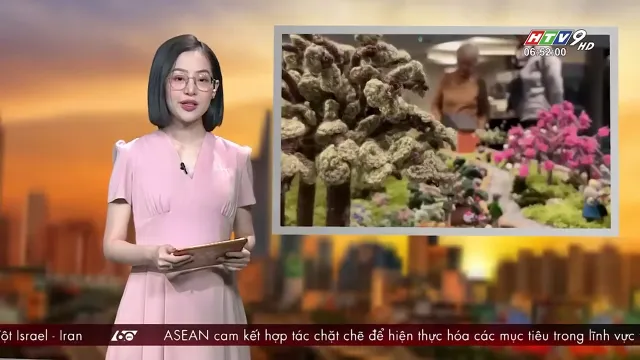 HTV9 HD
06:52:00
ột Israel - Iran
60
ASEAN cam kết hợp tác chặt chẽ để hiện thực hóa các mục tiêu trong lĩnh vực